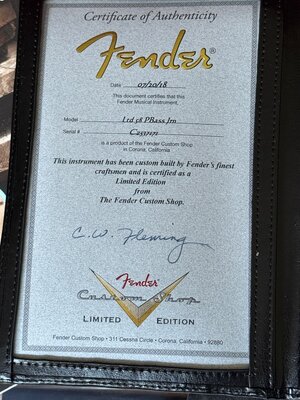 Certificate of Authenticity
Fender®
Date 07/20/18
This document certifies that this
Fender Musical Instrument,
Model Ltd 58 PBass Jrn
Serial #
is a product of the Fender Custom Shop
in Corona, California
This instrument has been custom built by Fender's finest
craftsmen and is certified as a
Limited Edition
from
The Fender Custom Shop.
C.W. Fleming
Fender
Custom Shop
LIMITED EDITION
Fender Custom Shop • 311 Cessna Circle • Corona, California • 92880